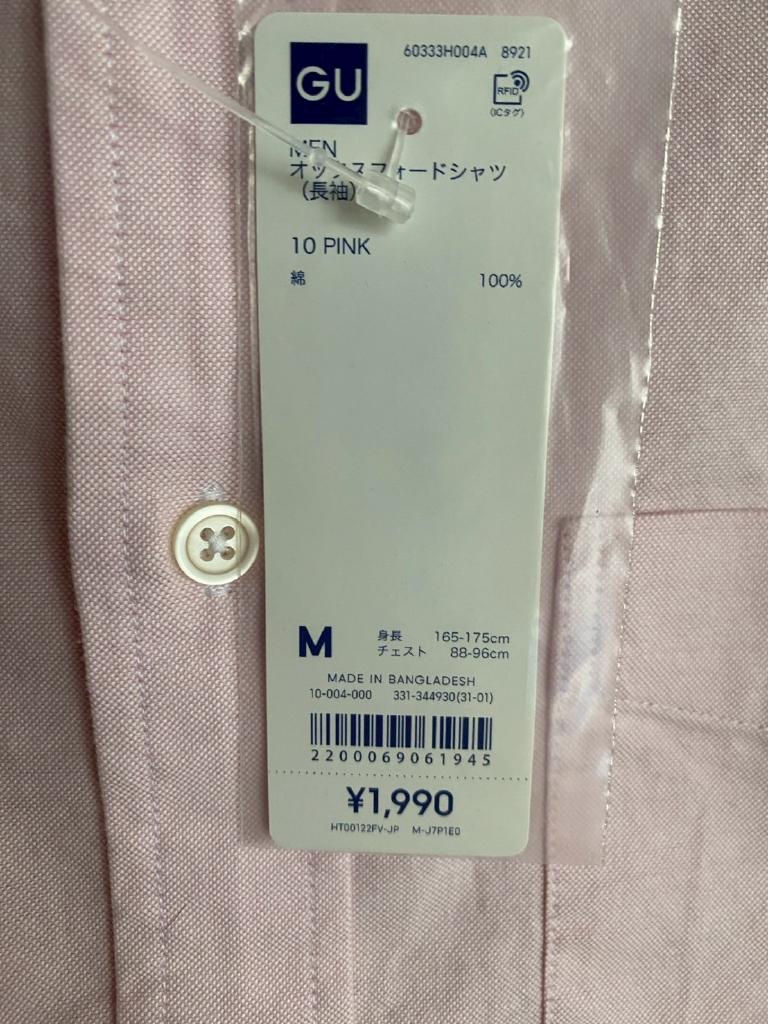 GU
60333H004A 8921
RFID
(ICタグ)
MEN
オックスフォードシャツ
(長袖)
10 PINK
綿 100%
M
身長 165-175cm
チェスト 88-96cm
MADE IN BANGLADESH
10-004-000 331-344930(31-01)
2200069061945
¥1,990
HT00122FV-JP M-J7P1E0